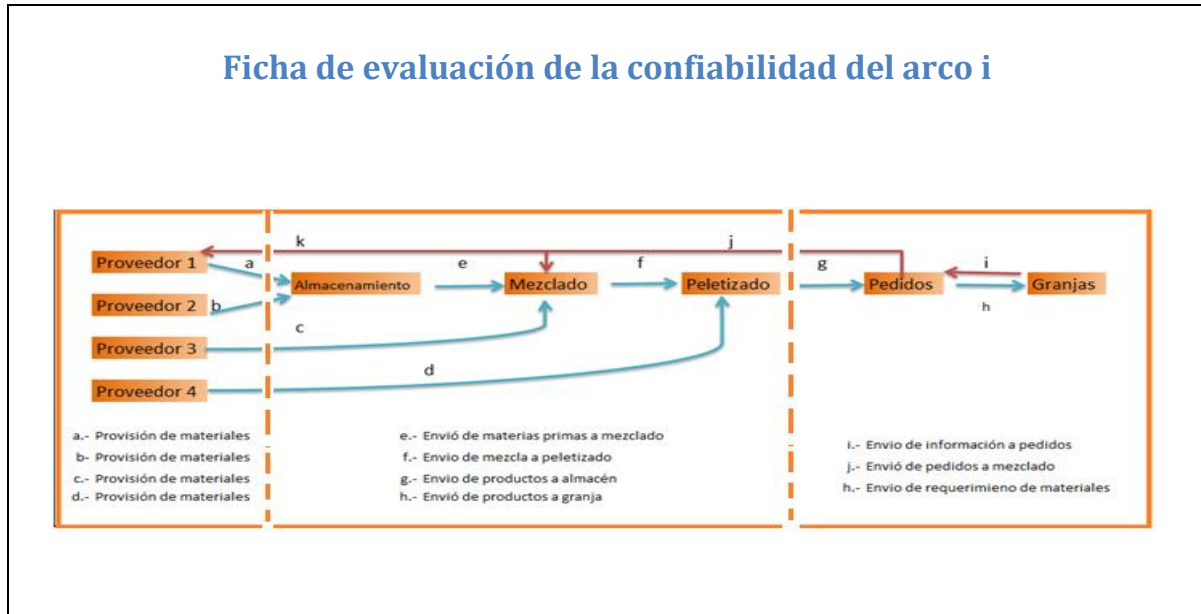 Ficha de evaluación de la confiabilidad del arco i
k
j
Proveedor 1
a
e
f
g
i
Almacenamiento
Mezclado
Peletizado
Pedidos
Granjas
Proveedor 2
b
h
c
Proveedor 3
d
Proveedor 4
a.- Provisión de materiales
b- Provisión de materiales
c.- Provisión de materiales
d.- Provisión de materiales
e.- Envió de materias primas a mezclado
f.- Envio de mezcla a peletizado
g.- Envio de productos a almacén
h.- Envió de productos a granja
i.- Envio de información a pedidos
j.- Envió de pedidos a mezclado
h.- Envio de requerimieno de materiales